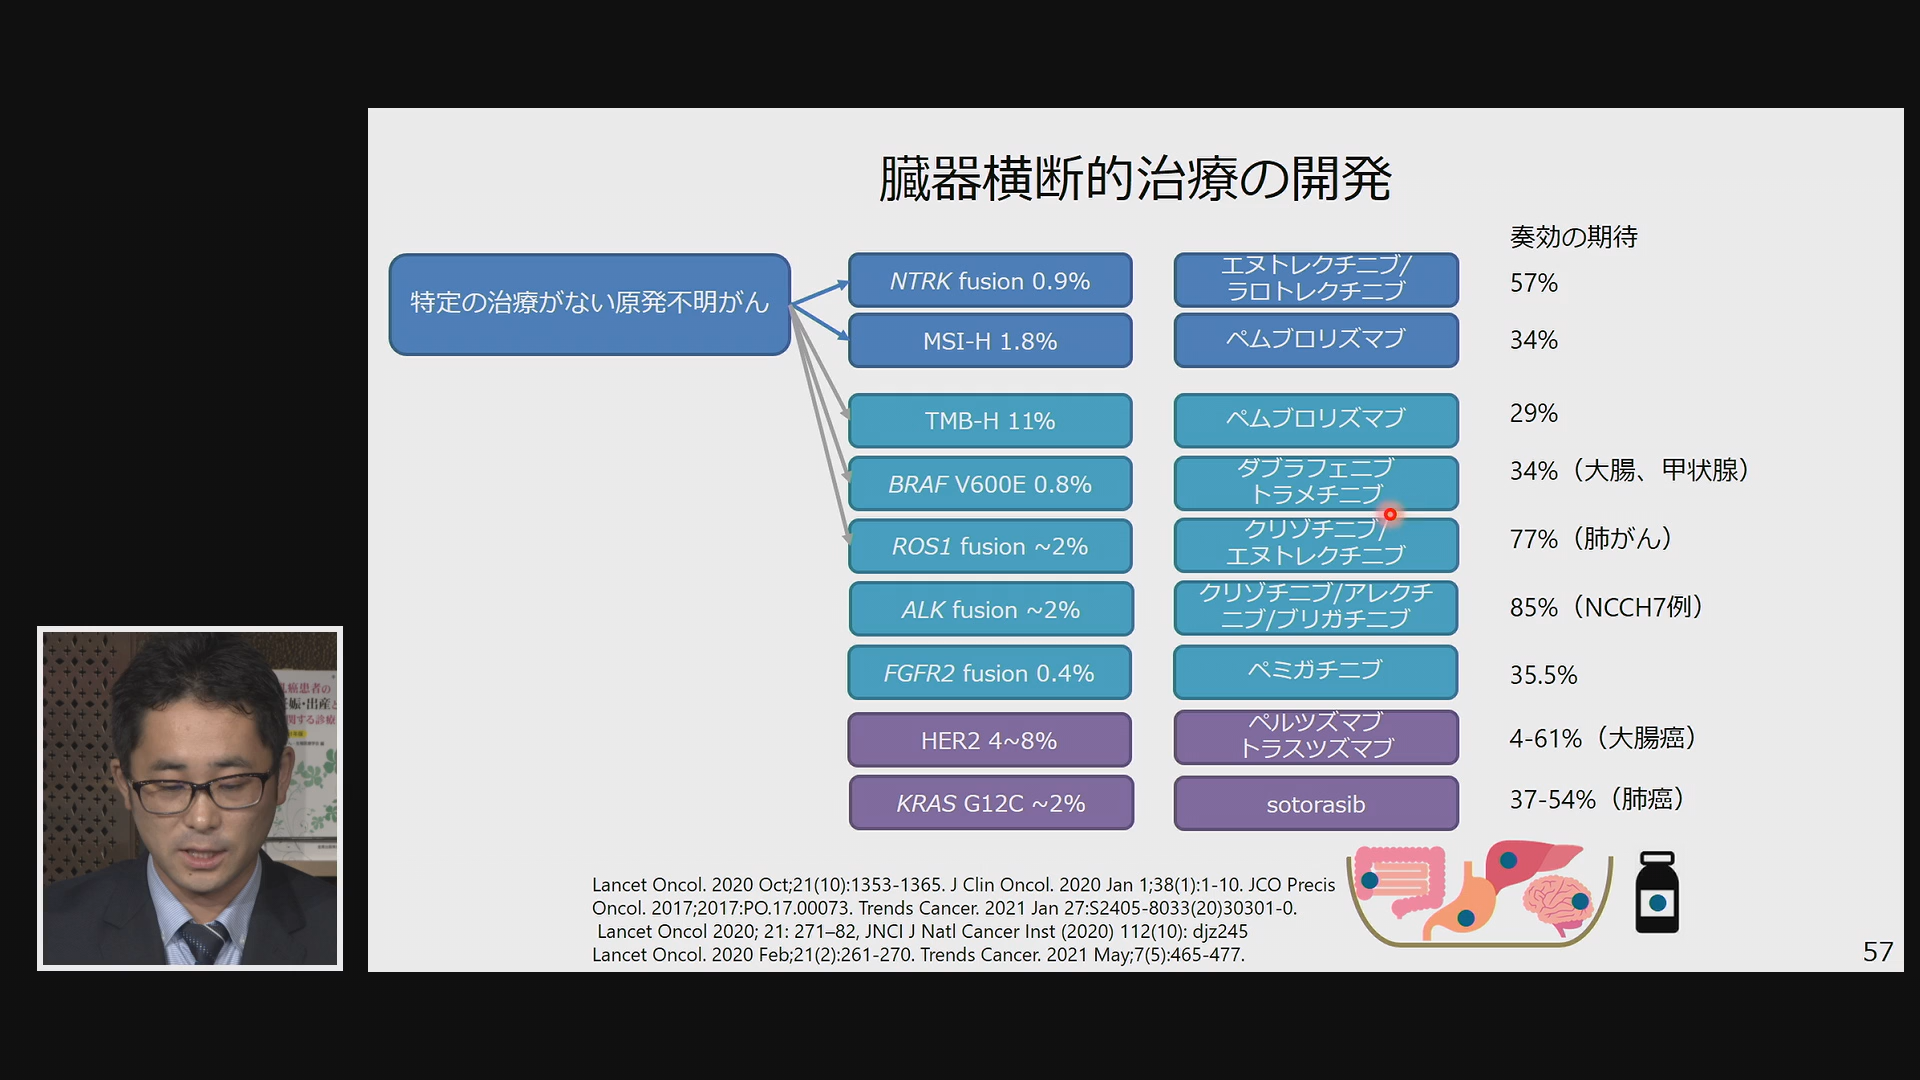 臓器横断的治療の開発
奏効の期待
特定の治療がない原発不明がん
NTRK fusion 0.9%
エヌトレクチニブ/
ラロトレクチニブ
57%
MSI-H 1.8%
ペムブロリズマブ
34%
TMB-H 11%
ペムブロリズマブ
29%
BRAF V600E 0.8%
ダブラフェニブ
トラメチニブ
34%（大腸、甲状腺）
ROS1 fusion ~2%
クリゾチニブ/
エヌトレクチニブ
77%（肺がん）
ALK fusion ~2%
クリゾチニブ/アレクチ
ニブ/ブリガチニブ
85%（NCCH7例）
FGFR2 fusion 0.4%
ペミガチニブ
35.5%
HER2 4~8%
ペルツズマブ
トラスツズマブ
4-61%（大腸癌）
KRAS G12C ~2%
sotorasib
37-54%（肺癌）
Lancet Oncol. 2020 Oct;21(10):1353-1365. J Clin Oncol. 2020 Jan 1;38(1):1-10. JCO Precis
Oncol. 2017;2017:PO.17.00073. Trends Cancer. 2021 Jan 27:S2405-8033(20)30301-0.
Lancet Oncol 2020; 21: 271–82, JNCI J Natl Cancer Inst (2020) 112(10): djz245
Lancet Oncol. 2020 Feb;21(2):261-270. Trends Cancer. 2021 May;7(5):465-477.
57
癌患者の
娠・出産と
関する診療